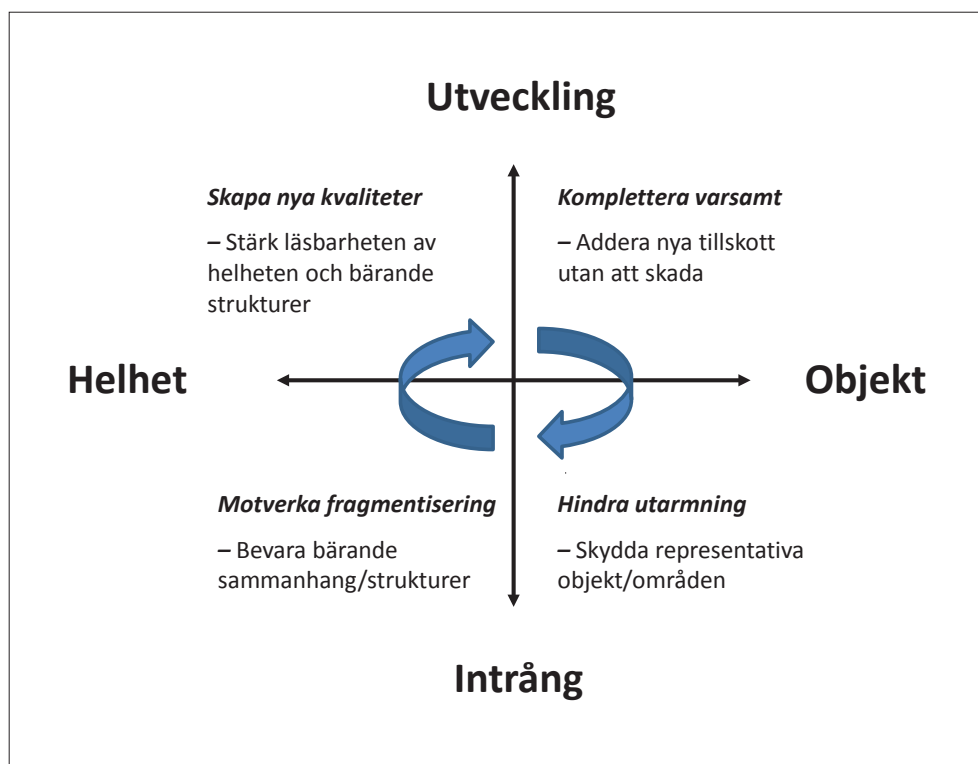 Utveckling
Skapa nya kvaliteter
– Stärk läsbarheten av
helheten och bärande
strukturer
Komplettera varsamt
– Addera nya tillskott
utan att skada
Helhet
Objekt
Motverka fragmentisering
– Bevara bärande
sammanhang/strukturer
Hindra utarmning
– Skydda representativa
objekt/områden
Intrång